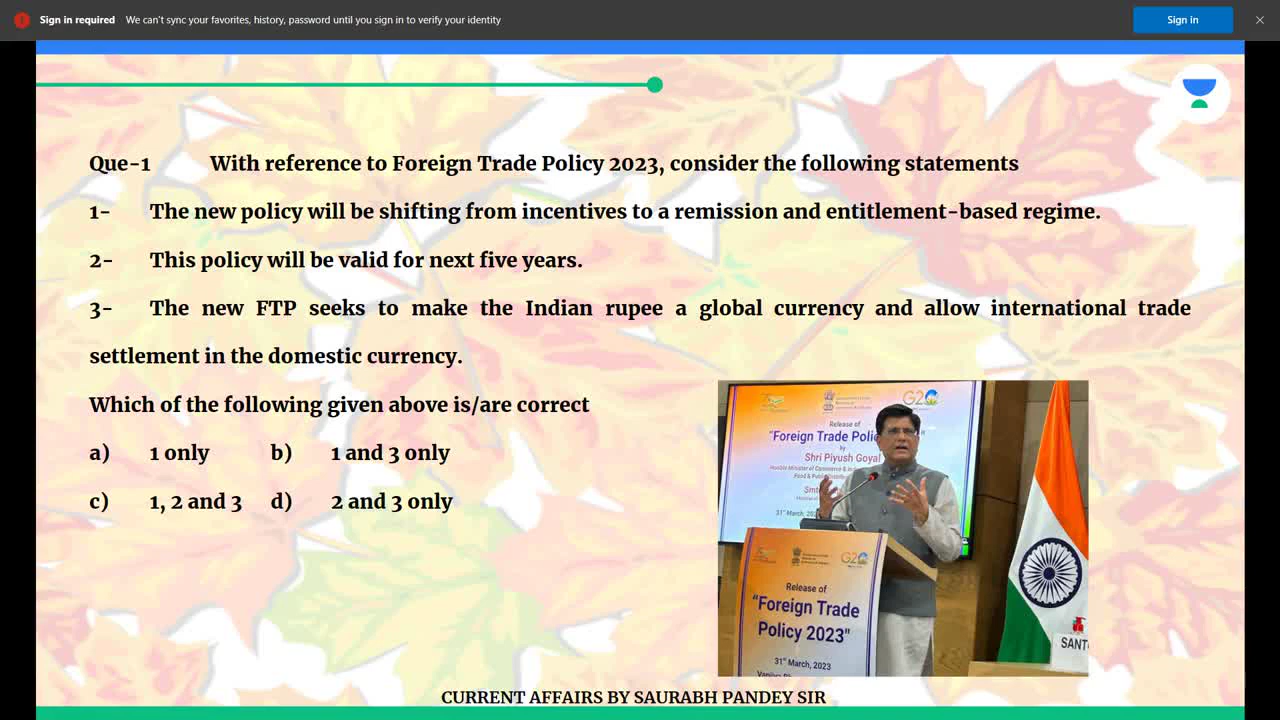 Sign in required We can't sync your favorites, history, password until you sign in to verify your identity Sign in
Que-1 With reference to Foreign Trade Policy 2023, consider the following statements
1- The new policy will be shifting from incentives to a remission and entitlement-based regime.
2- This policy will be valid for next five years.
3- The new FTP seeks to make the Indian rupee a global currency and allow international trade
settlement in the domestic currency.
Which of the following given above is/are correct
a) 1 only b) 1 and 3 only
c) 1, 2 and 3 d) 2 and 3 only
G20
Release of
"Foreign Trade
by
Shri Piyush Goyal
31st March,
G20
Release of
"Foreign Trade
Policy 2023"
31st March, 2023
CURRENT AFFAIRS BY SAURABH PANDEY SIR